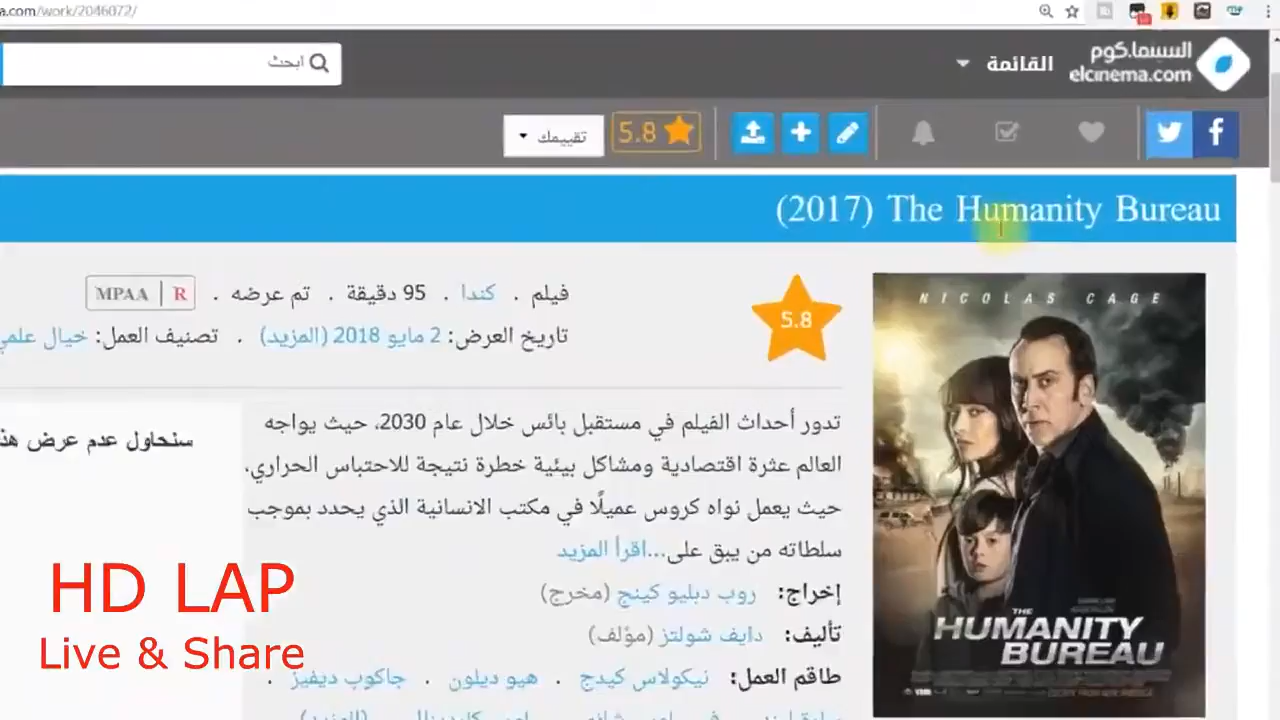 a.com/work/2046072/
السينما.كوم
elcinema.com
القائمة
ابحث
5.8
تقييمك
(2017) The Humanity Bureau
فيلم . كندا . 95 دقيقة . تم عرضه . MPAA | R
تاريخ العرض: 2 مايو 2018 (المزيد) . تصنيف العمل: خيال علمي
5.8
تدور أحداث الفيلم في مستقبل بائس خلال عام 2030، حيث يواجه
العالم عثرة اقتصادية ومشاكل بيئية خطرة نتيجة للاحتباس الحراري،
حيث يعمل نواه كروس عميلًا في مكتب الانسانية الذي يحدد بموجب
سلطاته من يبق على...اقرأ المزيد
إخراج: روب دبليو كينج (مخرج)
تأليف: دايف شولتز (مؤلف)
طاقم العمل: نيكولاس كيدج . هيو ديلون . جاكوب ديفيز .
سنحاول عدم عرض هذ
NICOLAS CAGE
THE
HUMANITY
BUREAU
HD LAP
Live & Share